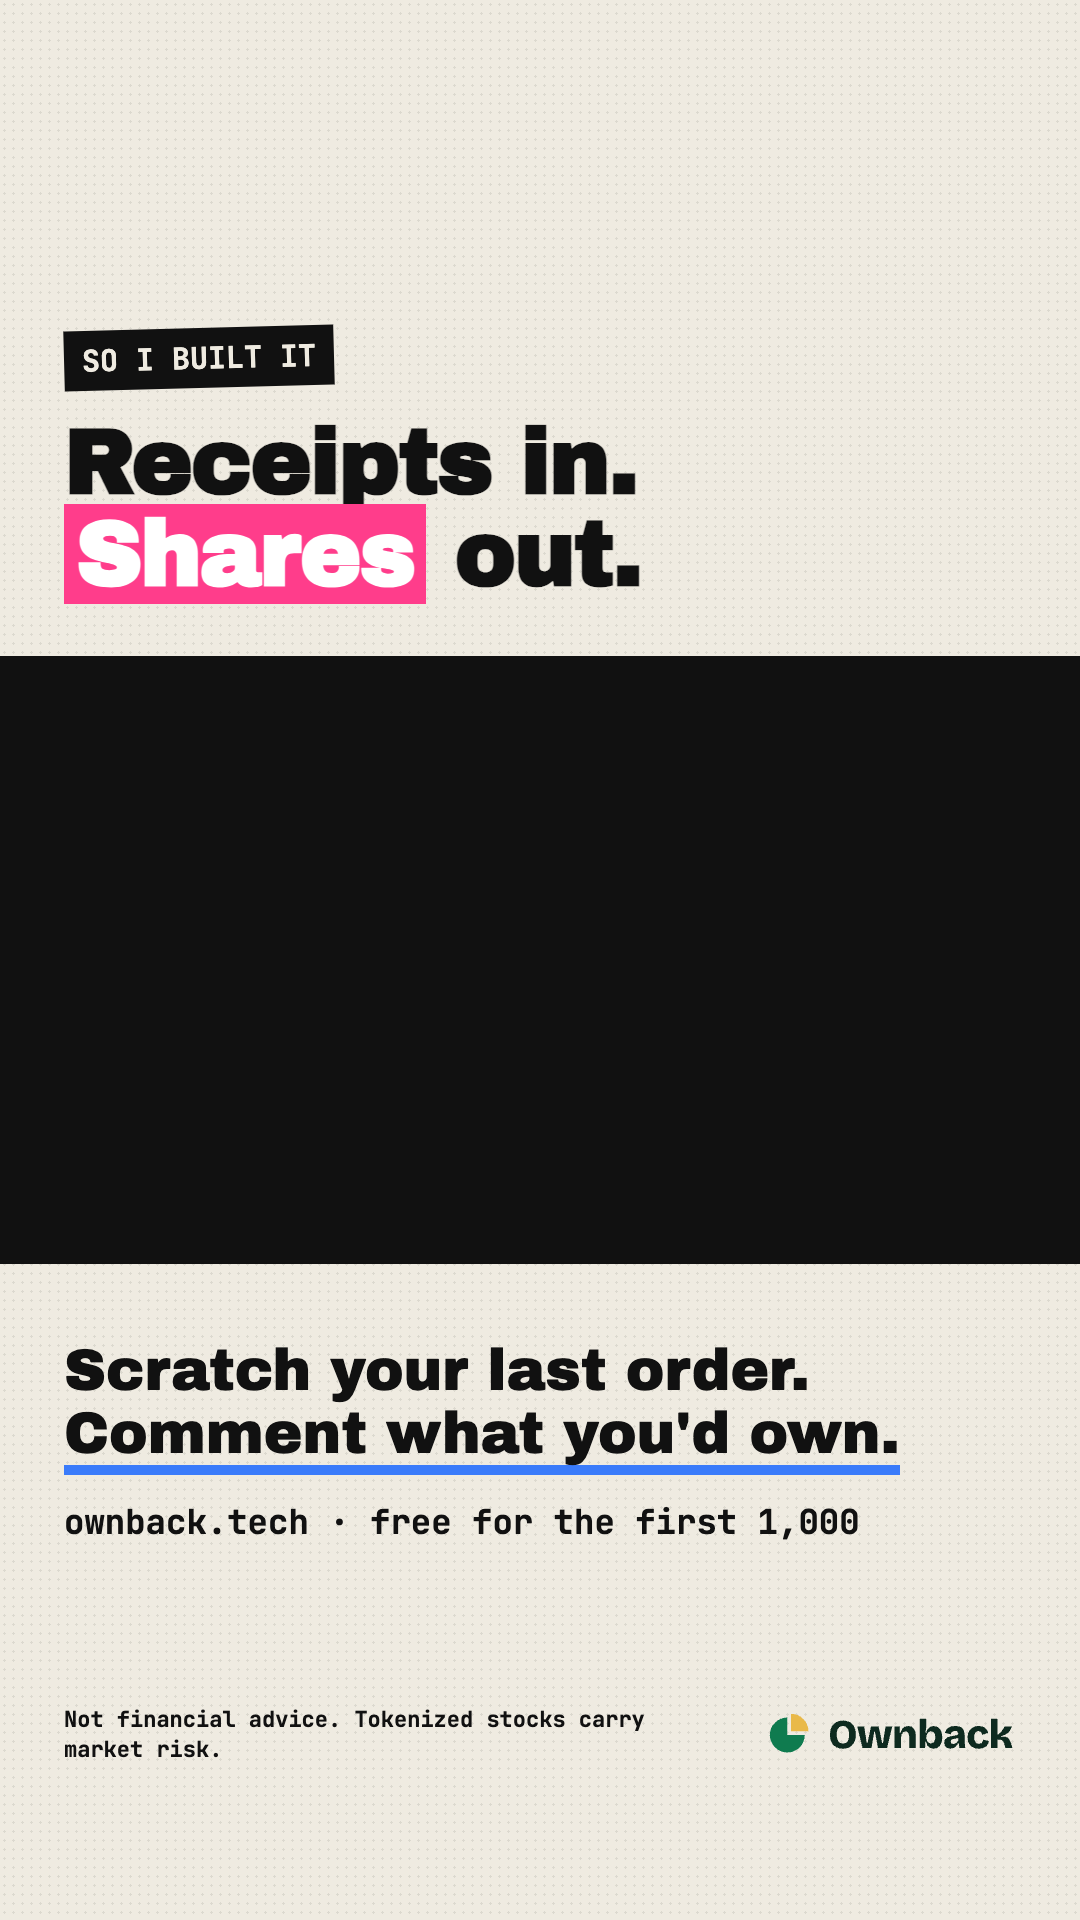 SO I BUILT IT
Receipts in.
Shares out.
Scratch your last order.
Comment what you'd own.
ownback.tech · free for the first 1,000
Not financial advice. Tokenized stocks carry
market risk.
Ownback